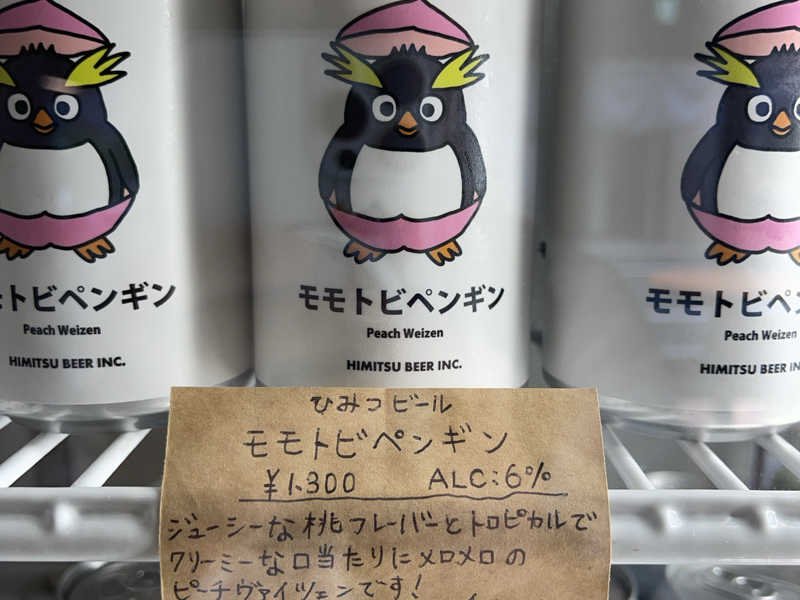 モトビペンギン
Peach Weizen
HIMITSU BEER INC.
モモトビペンギン
Peach Weizen
HIMITSU BEER INC.
モモトビペン
Peach Weizen
HIMITSU BEER INC.
ひみつビール
モモトビペンギン
¥1,300 ALC:6%
ジューシーな桃フレーバーとトロピカルで
クリーミーな口当たりにメロメロの
ピーチヴァイツェンです!